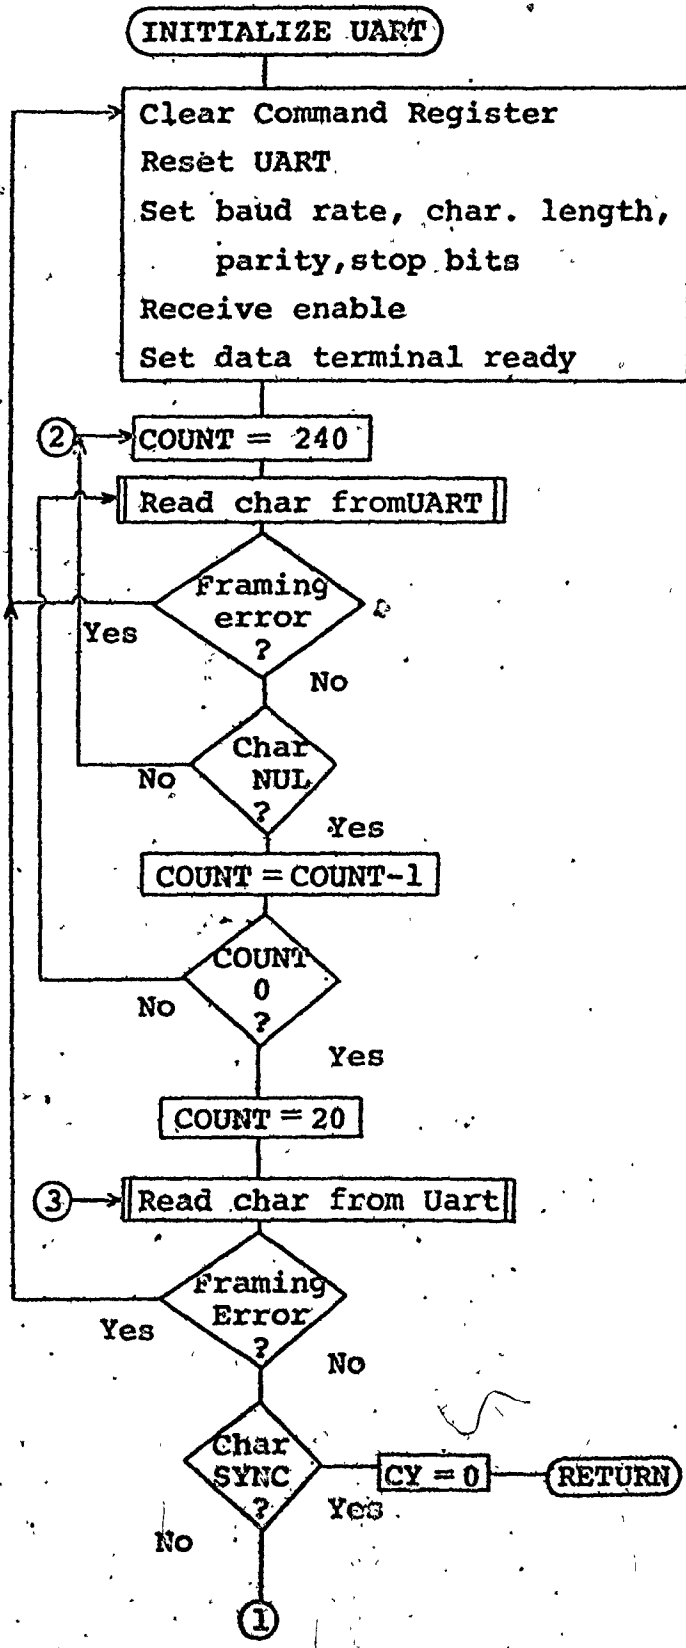 INITIALIZE UART
Clear Command Register
Reset UART
Set baud rate, char. length,
parity,stop bits
Receive enable
Set data terminal ready
2
COUNT = 240
Read char fromUART
Framing
error
?
Yes
No
Char
NUL
?
No
Yes
COUNT = COUNT-1
COUNT
0
?
No
Yes
COUNT = 20
3
Read char from Uart
Framing
Error
?
Yes
No
Char
SYNC
?
CY = 0
RETURN
Yes
No
1